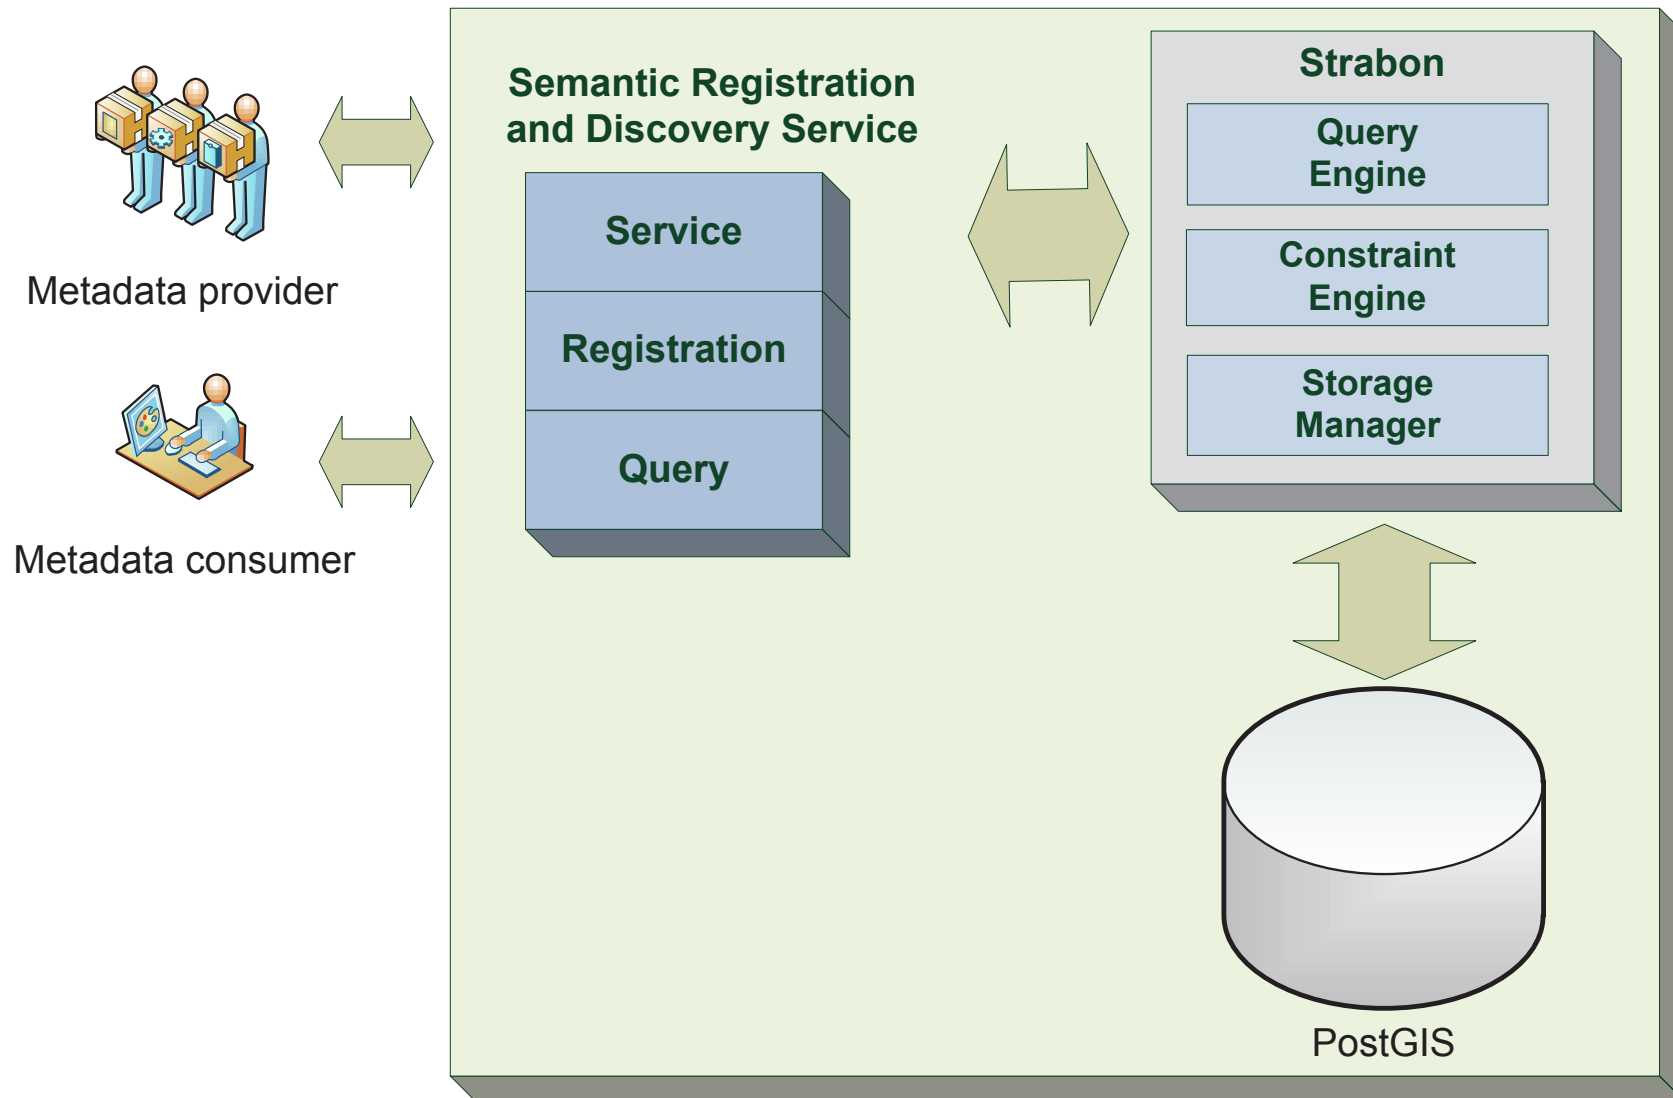 Metadata provider
Metadata consumer
Semantic Registration
and Discovery Service
Service
Registration
Query
Strabon
Query
Engine
Constraint
Engine
Storage
Manager
PostGIS